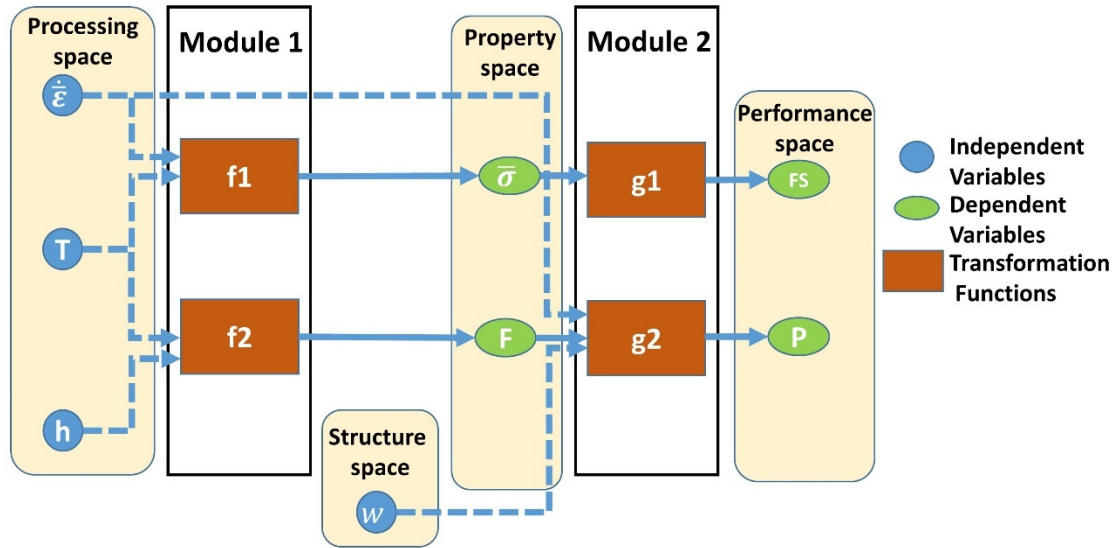 Processing
space
ε̇̄
T
h
Module 1
f1
f2
Structure
space
w
Property
space
σ̄
F
Module 2
g1
g2
Performance
space
FS
P
Independent
Variables
Dependent
Variables
Transformation
Functions